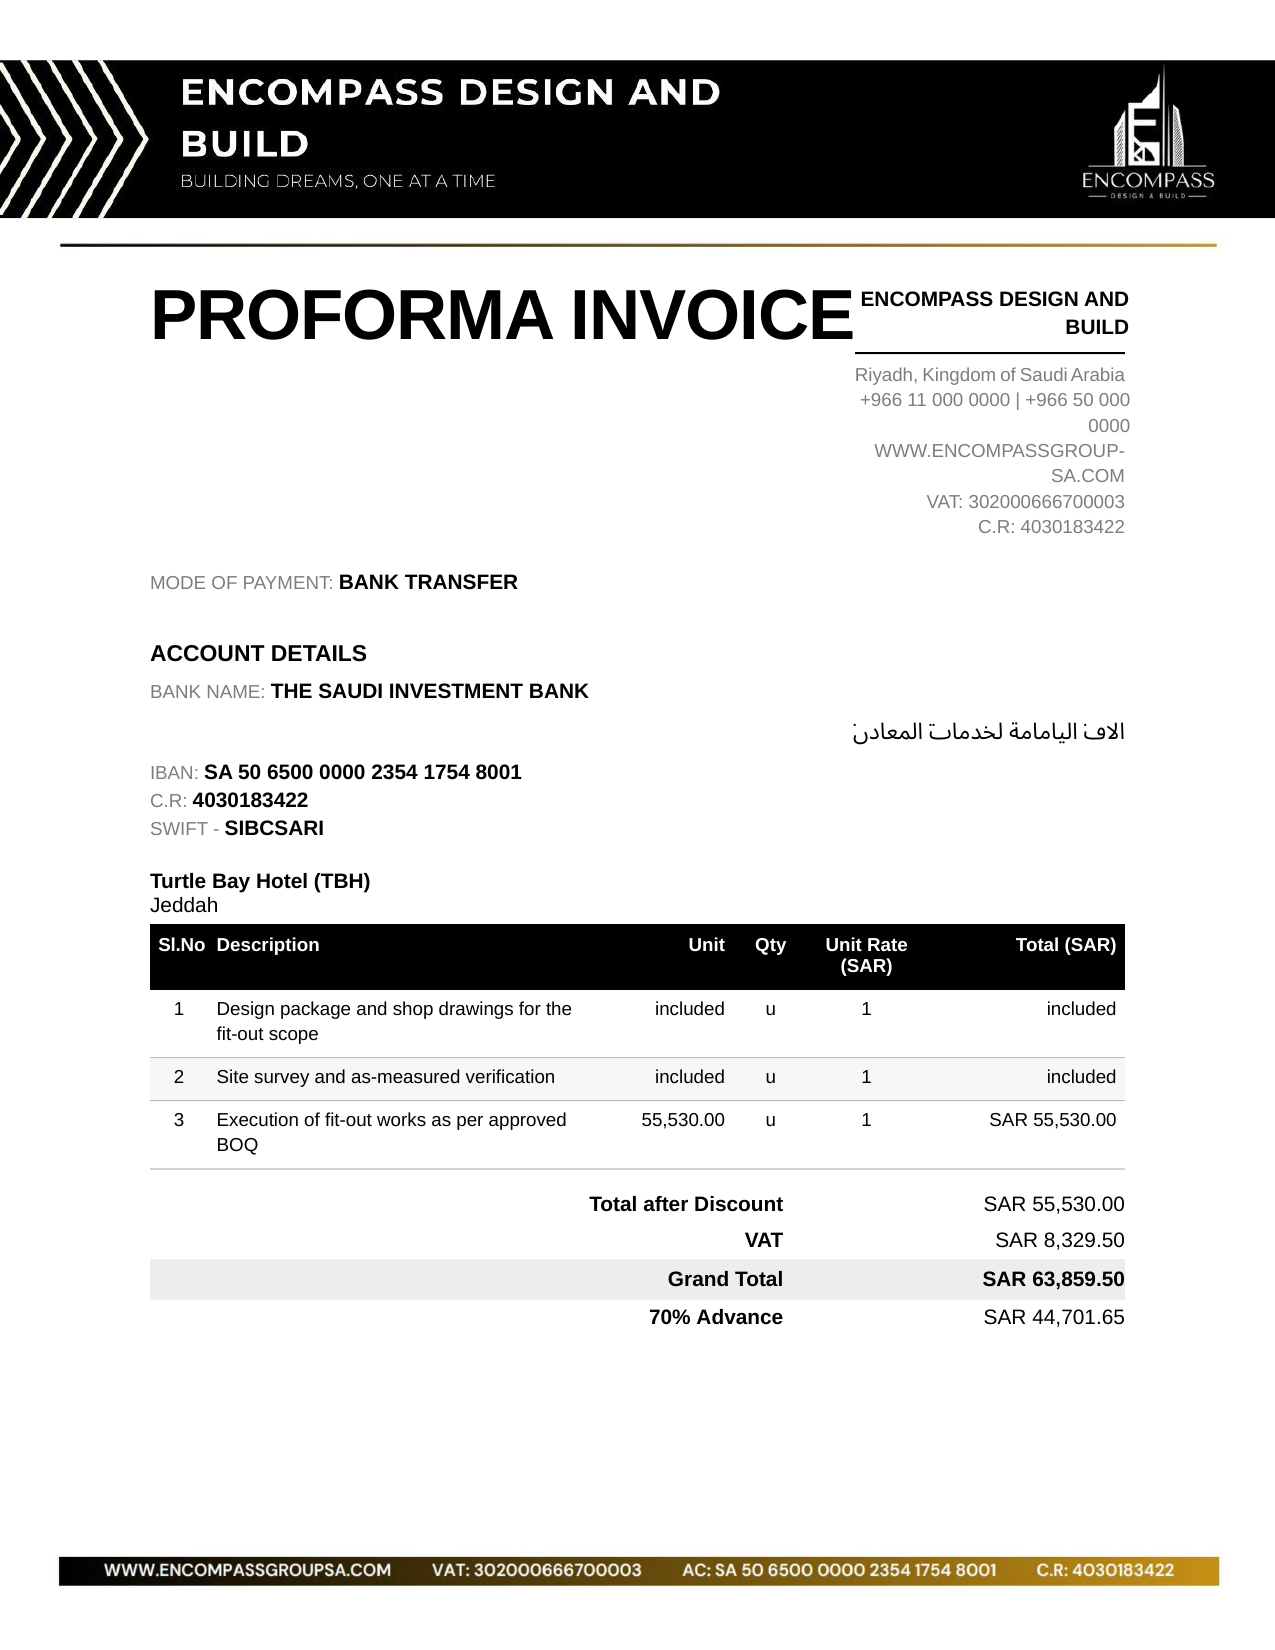 ENCOMPASS DESIGN AND
BUILD
BUILDING DREAMS, ONE AT A TIME
ENCOMPASS
DESIGN & BUILD
PROFORMA INVOICE
ENCOMPASS DESIGN AND
BUILD
Riyadh, Kingdom of Saudi Arabia
+966 11 000 0000 | +966 50 000
0000
WWW.ENCOMPASSGROUP-
SA.COM
VAT: 302000666700003
C.R: 4030183422
MODE OF PAYMENT: BANK TRANSFER
ACCOUNT DETAILS
BANK NAME: THE SAUDI INVESTMENT BANK
الاف اليامامة لخدمات المعادن
IBAN: SA 50 6500 0000 2354 1754 8001
C.R: 4030183422
SWIFT - SIBCSARI
Turtle Bay Hotel (TBH)
Jeddah
Sl.No Description Unit Qty Unit Rate (SAR) Total (SAR)
1 Design package and shop drawings for the included u 1 included
fit-out scope
2 Site survey and as-measured verification included u 1 included
3 Execution of fit-out works as per approved 55,530.00 u 1 SAR 55,530.00
BOQ
Total after Discount SAR 55,530.00
VAT SAR 8,329.50
Grand Total SAR 63,859.50
70% Advance SAR 44,701.65
WWW.ENCOMPASSGROUPSA.COM VAT: 302000666700003 AC: SA 50 6500 0000 2354 1754 8001 C.R: 4030183422